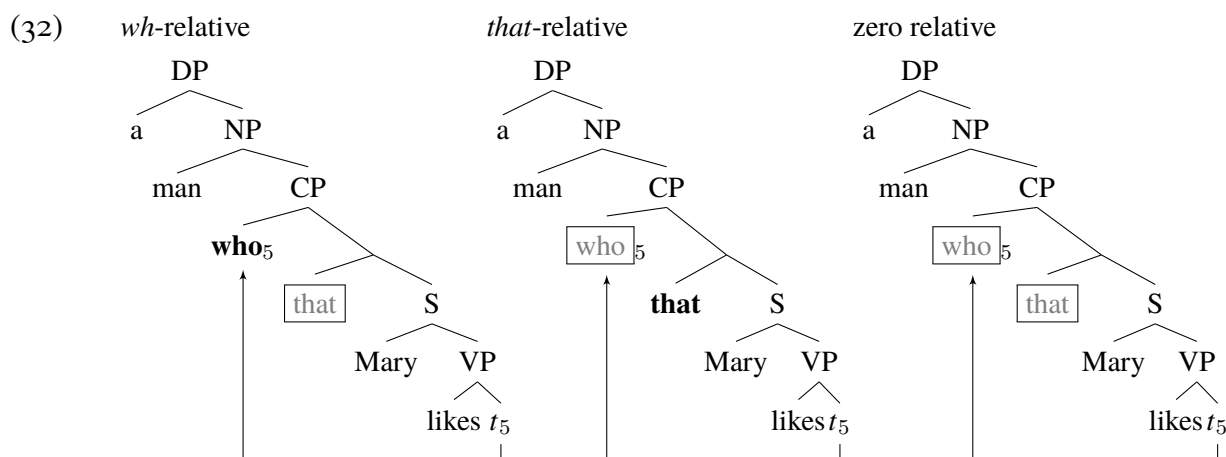 (32) wh-relative that-relative zero relative
DP DP DP
a NP a NP a NP
man CP man CP man CP
who₅ who₅ who₅
that S that S that S
Mary VP Mary VP Mary VP
likes t₅ likes t₅ likes t₅